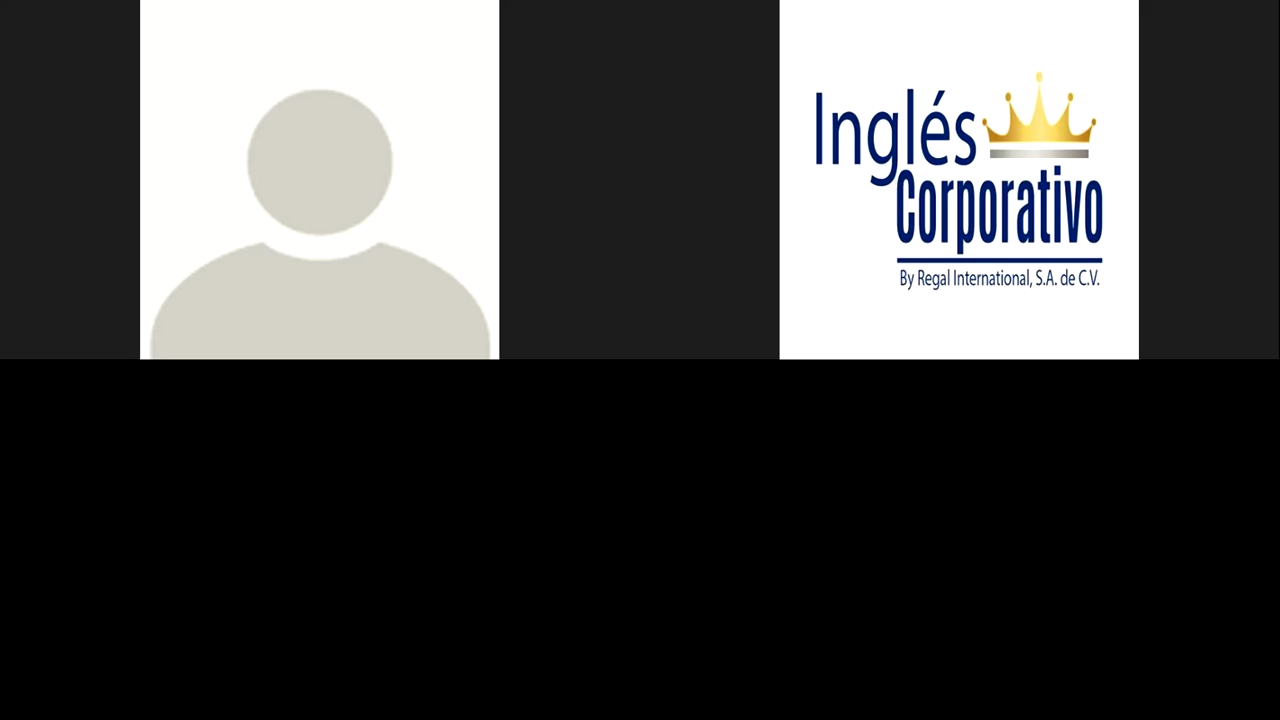 Inglés
Corporativo
By Regal International, S.A. de C.V.